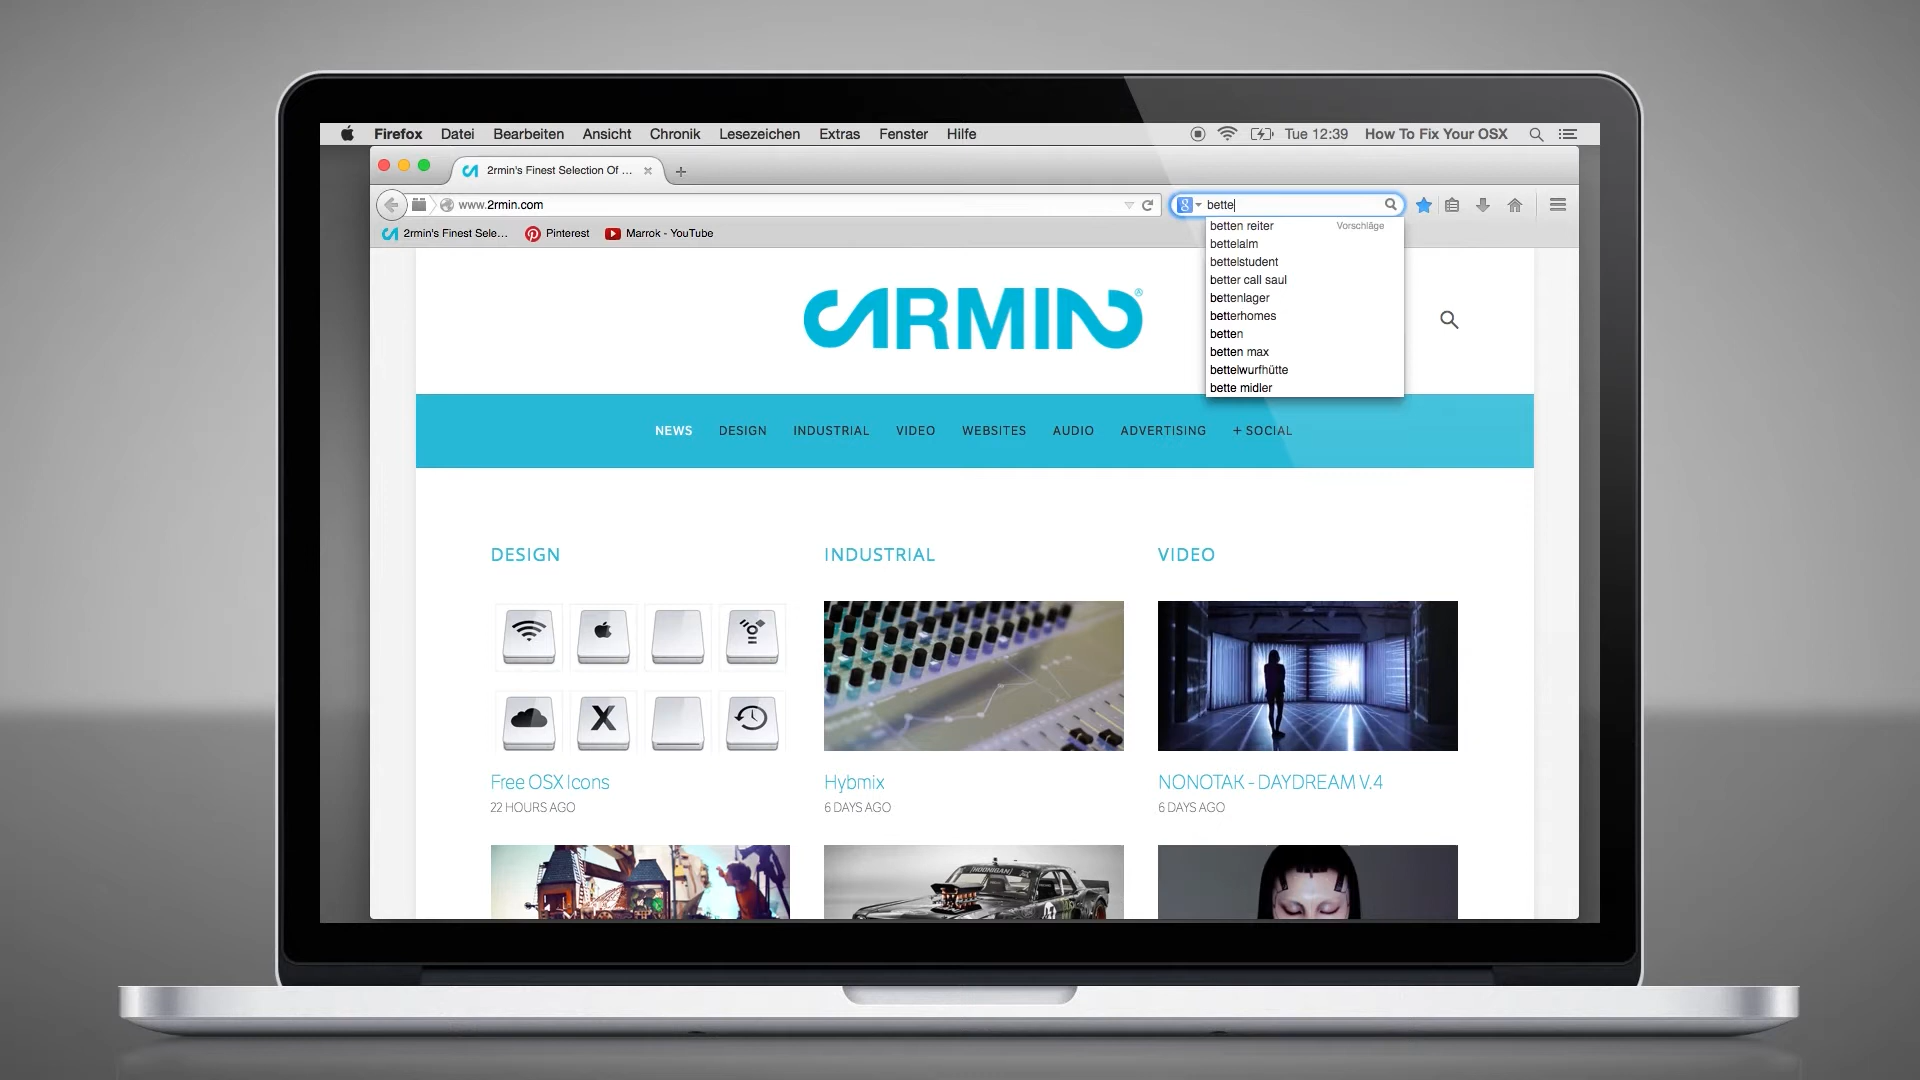 Firefox Datei Bearbeiten Ansicht Chronik Lesezeichen Extras Fenster Hilfe Tue 12:39 How To Fix Your OSX
2rmin's Finest Selection Of ...
www.2rmin.com
8 bette
2rmin's Finest Sele... Pinterest Marrok - YouTube
betten reiter Vorschläge
bettelalm
bettelstudent
better call saul
bettenlager
betterhomes
betten
betten max
bettelwurfhütte
bette midler
ARMIN®
NEWS DESIGN INDUSTRIAL VIDEO WEBSITES AUDIO ADVERTISING + SOCIAL
DESIGN INDUSTRIAL VIDEO
X
Free OSX Icons Hybmix NONOTAK - DAYDREAM V.4
22 HOURS AGO 6 DAYS AGO 6 DAYS AGO
HOONIGAN